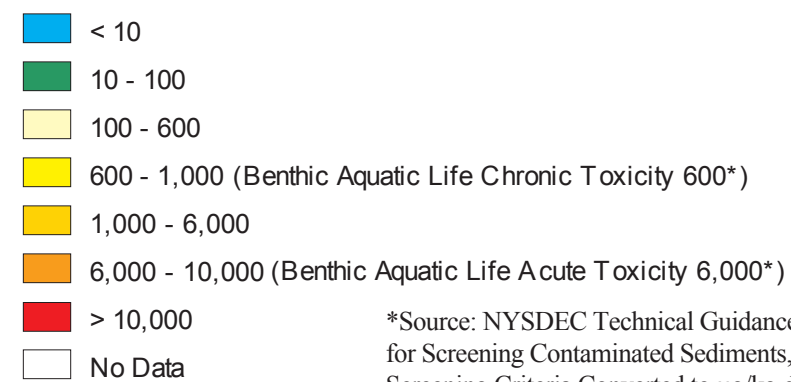 < 10
10 - 100
100 - 600
600 - 1,000 (Benthic Aquatic Life Chronic Toxicity 600*)
1,000 - 6,000
6,000 - 10,000 (Benthic Aquatic Life Acute Toxicity 6,000*)
> 10,000
*Source: NYSDEC Technical Guidance
for Screening Contaminated Sediments,
No Data